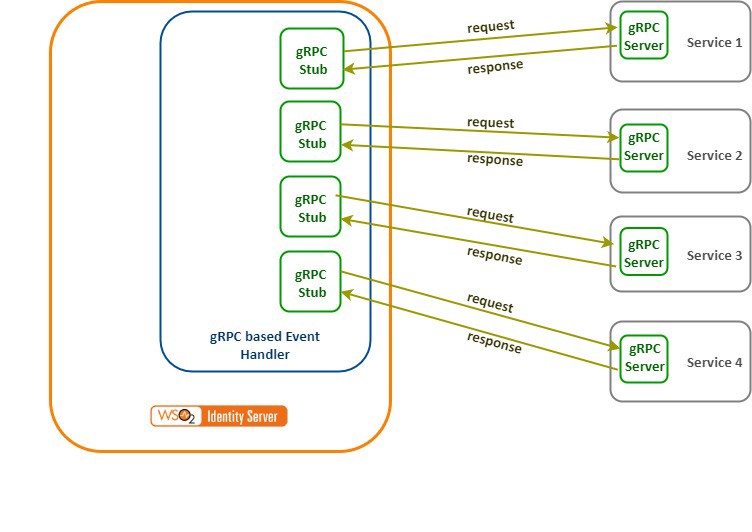 gRPC
Stub
request
response
gRPC
Server
Service 1
gRPC
Stub
request
response
gRPC
Server
Service 2
gRPC
Stub
request
response
gRPC
Server
Service 3
gRPC
Stub
request
response
gRPC
Server
Service 4
gRPC based Event
Handler
WSO2 Identity Server